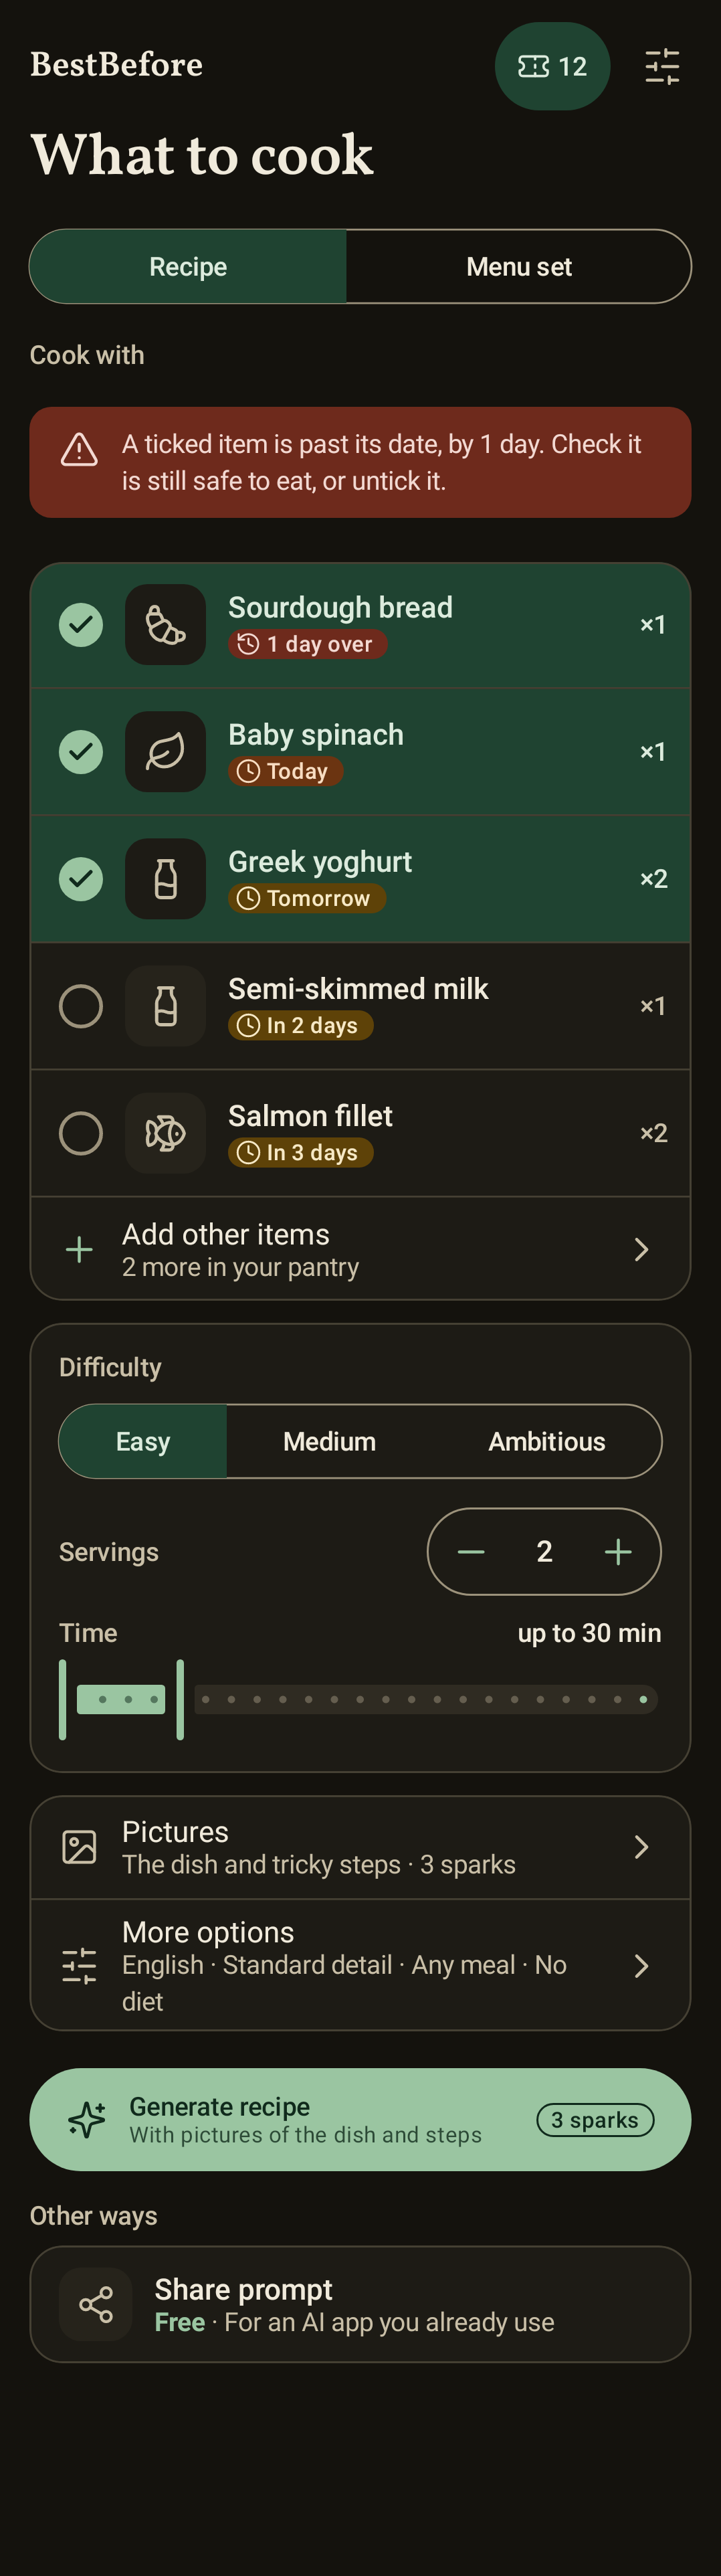 BestBefore
12
What to cook
Recipe
Menu set
Cook with
A ticked item is past its date, by 1 day. Check it
is still safe to eat, or untick it.
Sourdough bread
1 day over
×1
Baby spinach
Today
×1
Greek yoghurt
Tomorrow
×2
Semi-skimmed milk
In 2 days
×1
Salmon fillet
In 3 days
×2
Add other items
2 more in your pantry
Difficulty
Easy
Medium
Ambitious
Servings
2
Time
up to 30 min
Pictures
The dish and tricky steps · 3 sparks
More options
English · Standard detail · Any meal · No
diet
Generate recipe
With pictures of the dish and steps
3 sparks
Other ways
Share prompt
Free · For an AI app you already use